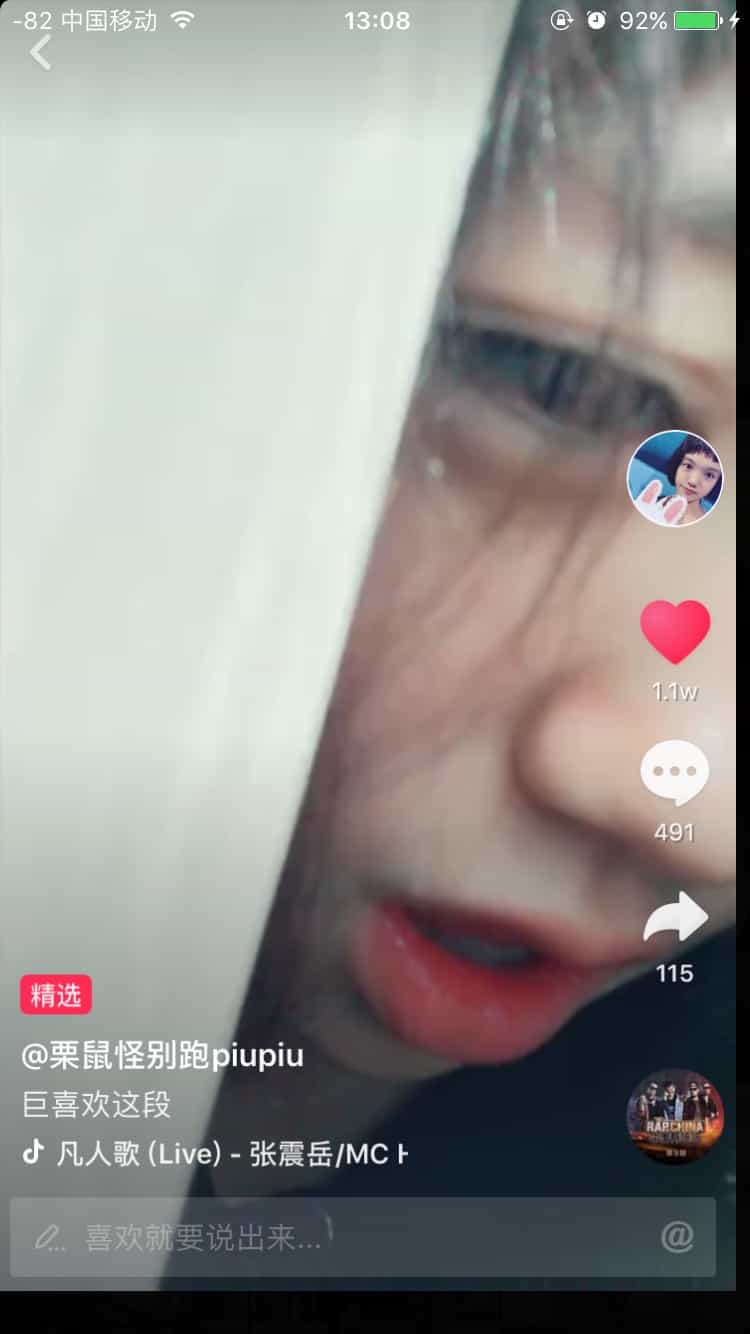 -82 中国移动 13:08 92%
1.1w
491
115
精选
@栗鼠怪别跑piupiu
巨喜欢这段
凡人歌 (Live) - 张震岳/MC H
RAPCHINA
喜欢就要说出来...
@